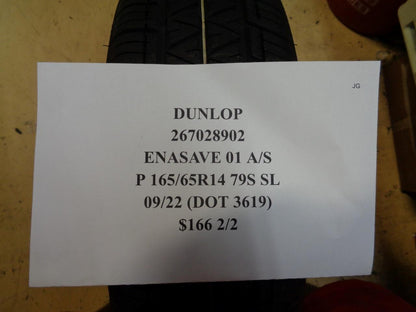 JG
DUNLOP
267028902
ENASAVE 01 A/S
P 165/65R14 79S SL
09/22 (DOT 3619)
$166 2/2